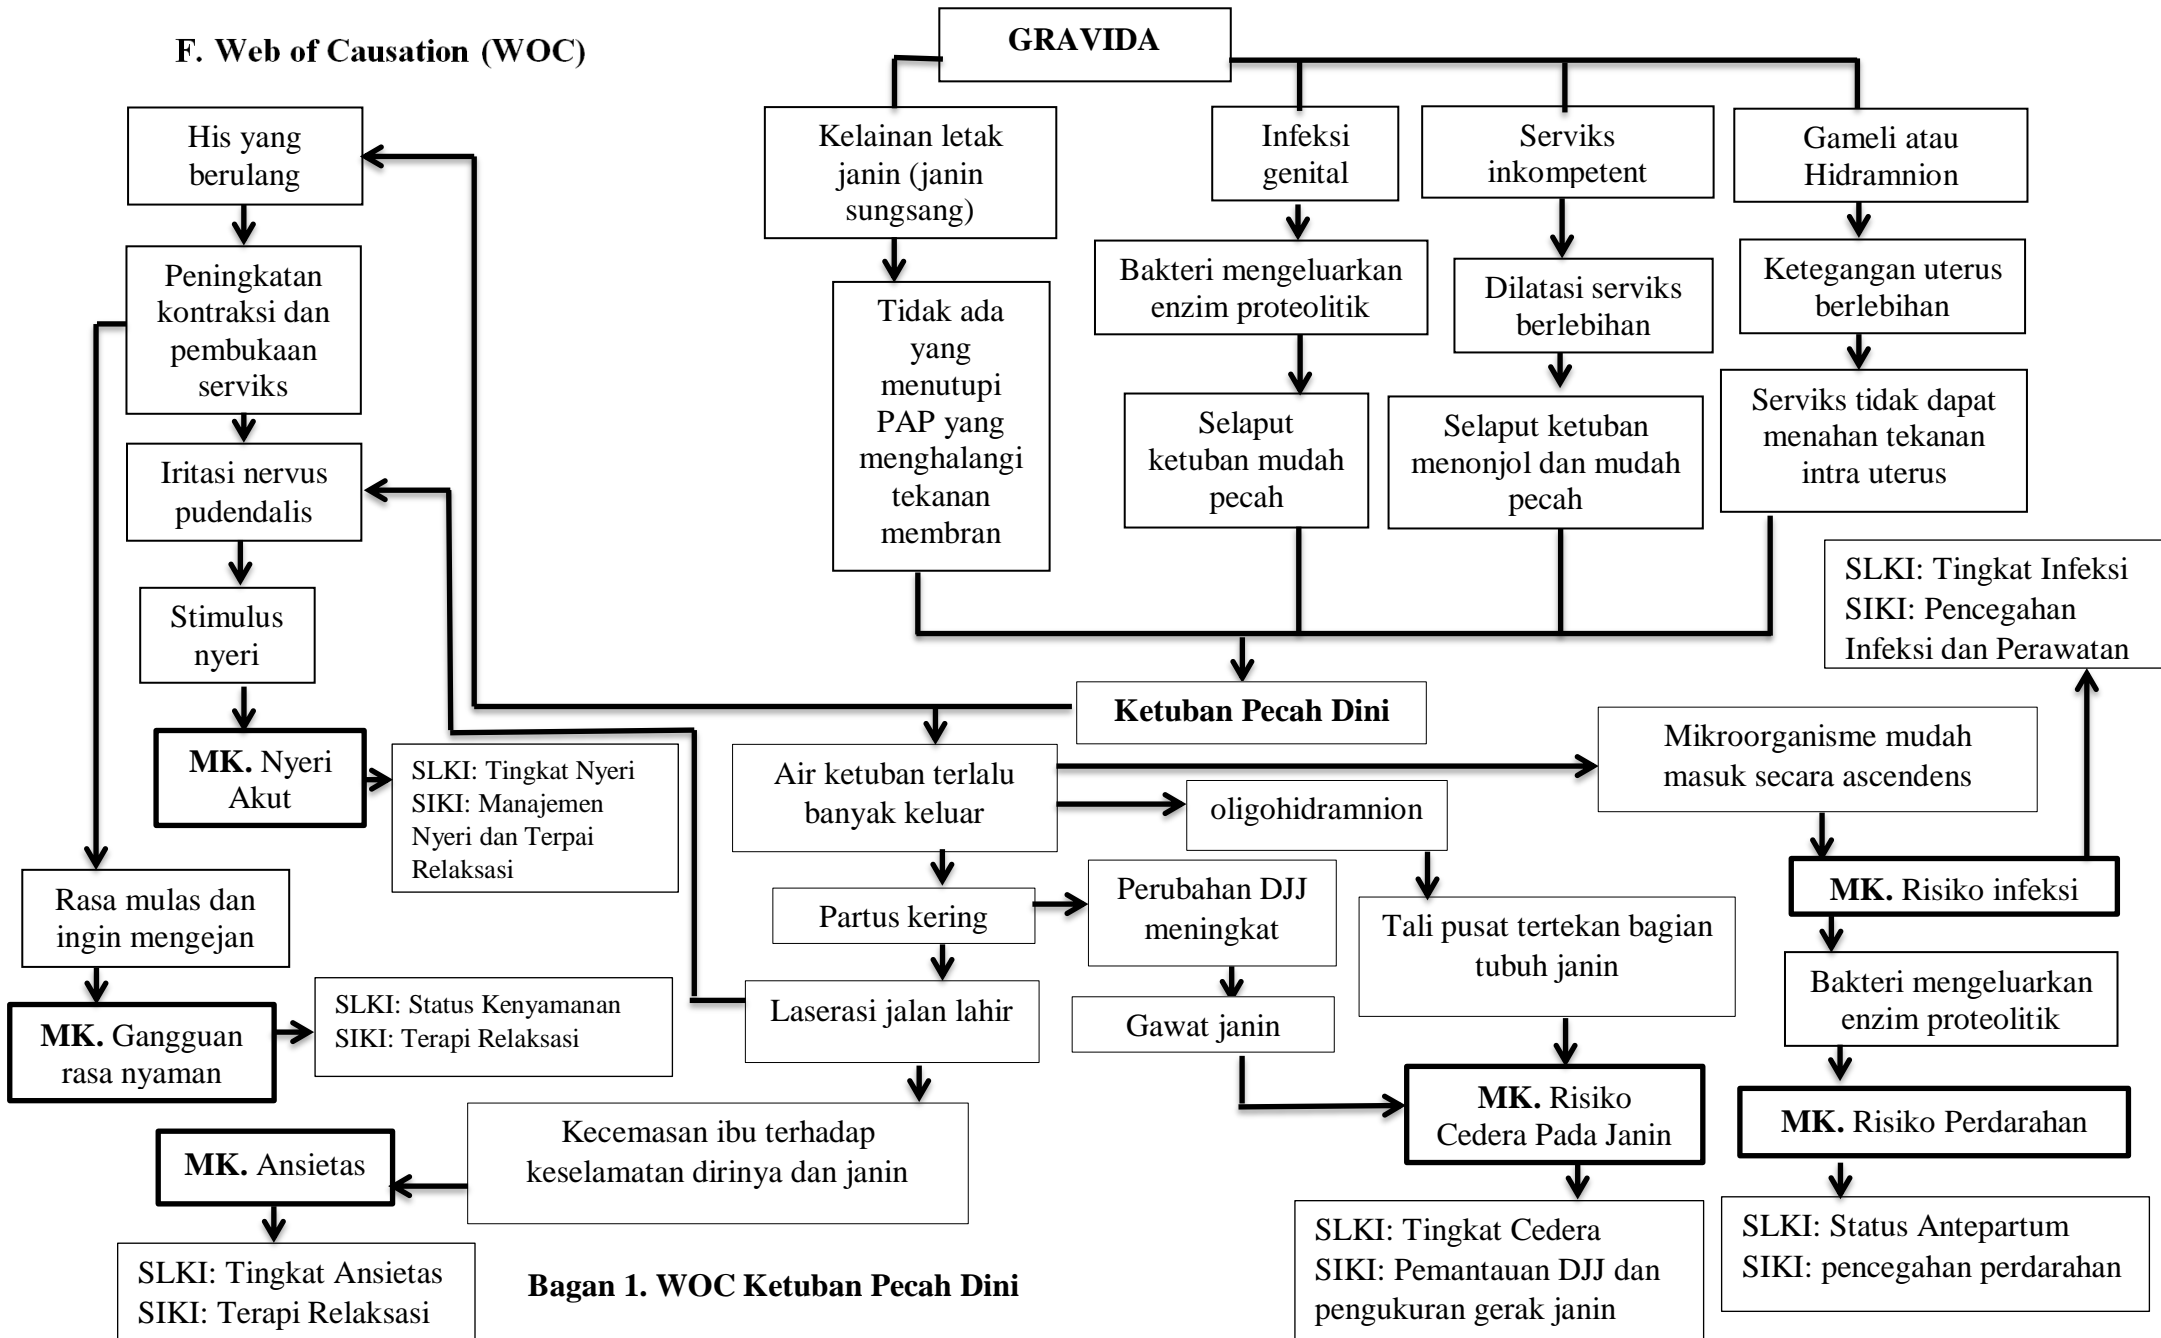 F. Web of Causation (WOC)
GRAVIDA
His yang
berulang
Kelainan letak
janin (janin
sungsang)
Infeksi
genital
Serviks
inkompetent
Gameli atau
Hidramnion
Peningkatan
kontraksi dan
pembukaan
serviks
Tidak ada
yang
menutupi
PAP yang
menghalangi
tekanan
membran
Bakteri mengeluarkan
enzim proteolitik
Dilatasi serviks
berlebihan
Ketegangan uterus
berlebihan
Selaput
ketuban mudah
pecah
Selaput ketuban
menonjol dan mudah
pecah
Serviks tidak dapat
menahan tekanan
intra uterus
Iritasi nervus
pudendalis
Stimulus
nyeri
SLKI: Tingkat Infeksi
SIKI: Pencegahan
Infeksi dan Perawatan
Ketuban Pecah Dini
MK. Nyeri
Akut
SLKI: Tingkat Nyeri
SIKI: Manajemen
Nyeri dan Terpai
Relaksasi
Air ketuban terlalu
banyak keluar
oligohidramnion
Mikroorganisme mudah
masuk secara ascendens
Rasa mulas dan
ingin mengejan
Partus kering
Perubahan DJJ
meningkat
Tali pusat tertekan bagian
tubuh janin
MK. Risiko infeksi
Bakteri mengeluarkan
enzim proteolitik
MK. Gangguan
rasa nyaman
SLKI: Status Kenyamanan
SIKI: Terapi Relaksasi
Laserasi jalan lahir
Gawat janin
MK. Risiko
Cedera Pada Janin
MK. Risiko Perdarahan
Kecemasan ibu terhadap
keselamatan dirinya dan janin
MK. Ansietas
SLKI: Tingkat Ansietas
SIKI: Terapi Relaksasi
SLKI: Tingkat Cedera
SIKI: Pemantauan DJJ dan
pengukuran gerak janin
SLKI: Status Antepartum
SIKI: pencegahan perdarahan
Bagan 1. WOC Ketuban Pecah Dini